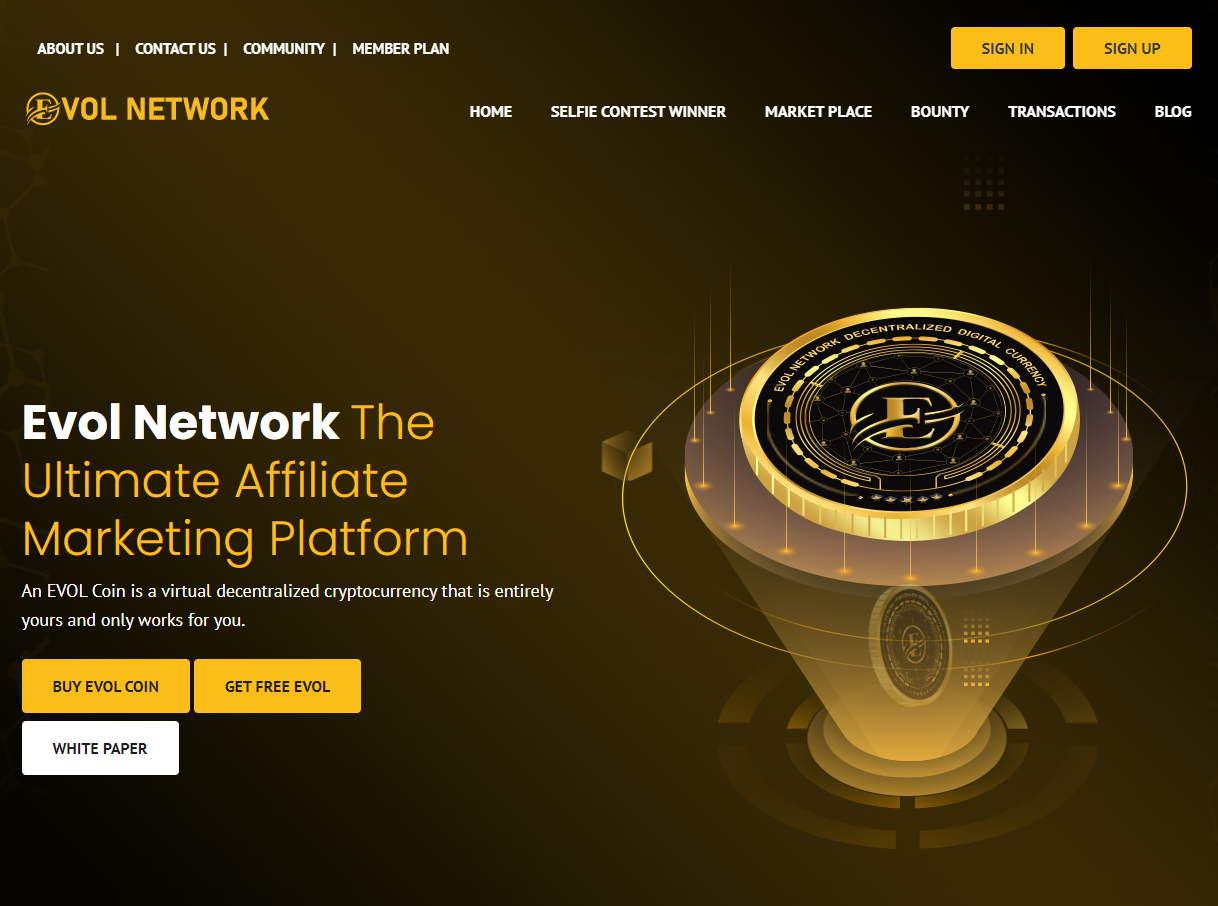 ABOUT US | CONTACT US | COMMUNITY | MEMBER PLAN
SIGN IN
SIGN UP
EVOL NETWORK
HOME
SELFIE CONTEST WINNER
MARKET PLACE
BOUNTY
TRANSACTIONS
BLOG
EVOL NETWORK DECENTRALIZED DIGITAL CURRENCY
E
Evol Network The
Ultimate Affiliate
Marketing Platform
An EVOL Coin is a virtual decentralized cryptocurrency that is entirely
yours and only works for you.
BUY EVOL COIN
GET FREE EVOL
WHITE PAPER